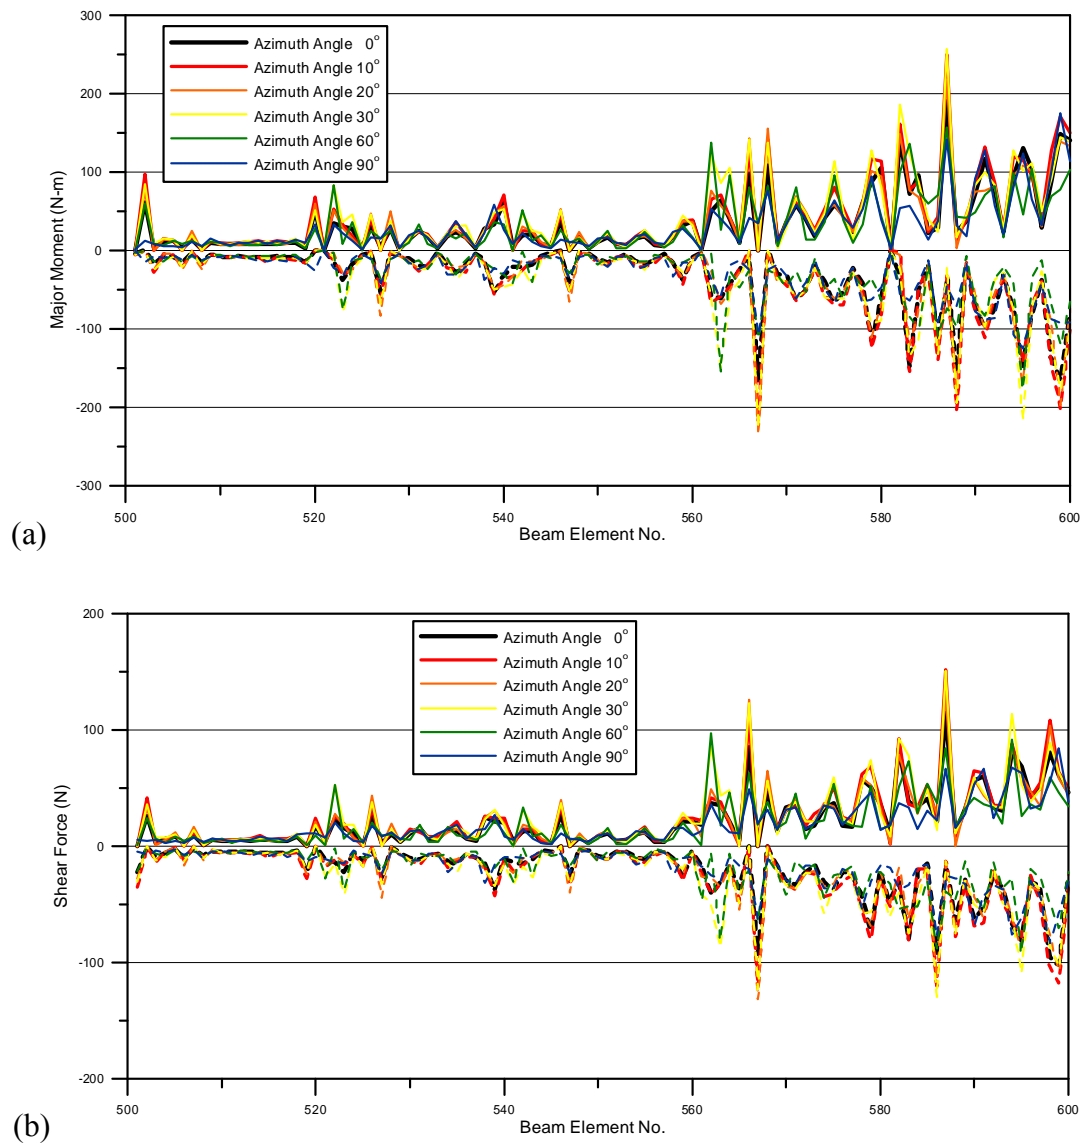 (a)
300
200
100
0
-100
-200
-300
Major Moment (N-m)
Azimuth Angle 0°
Azimuth Angle 10°
Azimuth Angle 20°
Azimuth Angle 30°
Azimuth Angle 60°
Azimuth Angle 90°
500 520 540 560 580 600
Beam Element No.
(b)
200
100
0
-100
-200
Shear Force (N)
Azimuth Angle 0°
Azimuth Angle 10°
Azimuth Angle 20°
Azimuth Angle 30°
Azimuth Angle 60°
Azimuth Angle 90°
500 520 540 560 580 600
Beam Element No.